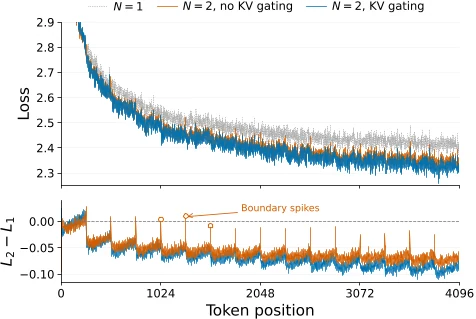 N = 1   N = 2, no KV gating   N = 2, KV gating
2.9
2.8
2.7
2.6
2.5
2.4
2.3
Loss
0.00
−0.05
−0.10
L₂ − L₁
Boundary spikes
0   1024   2048   3072   4096
Token position